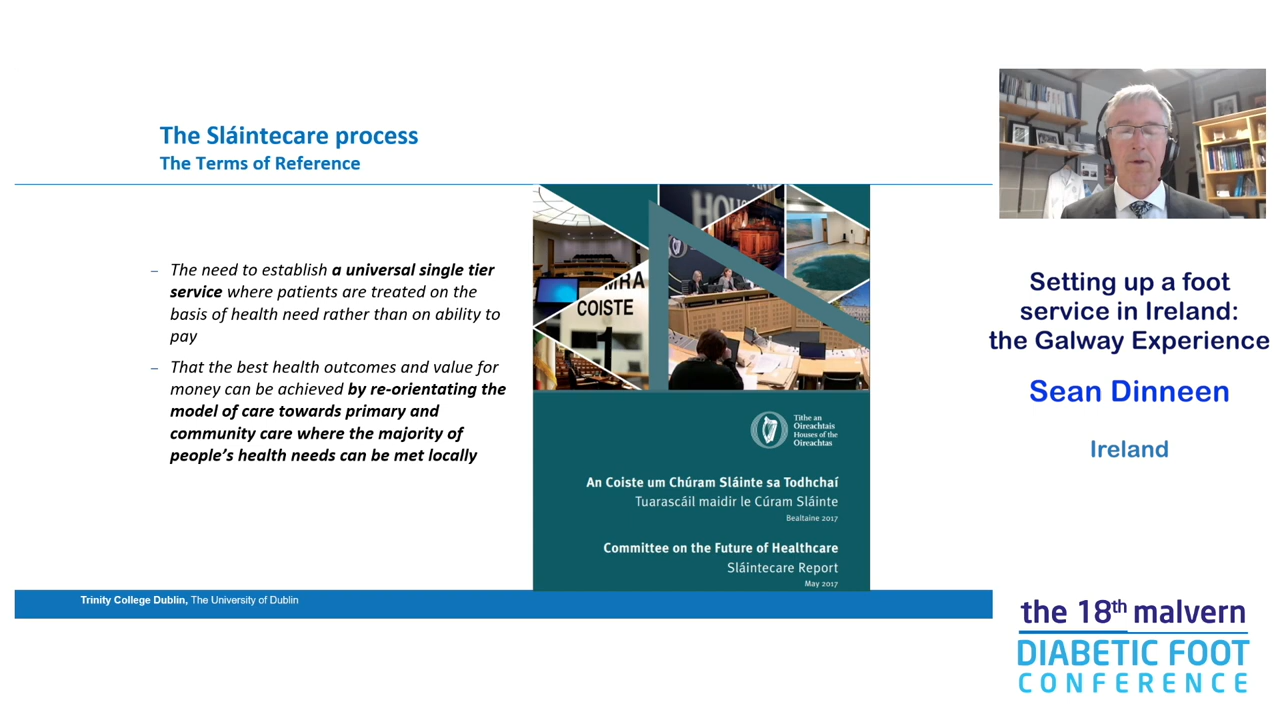 The Sláintecare process
The Terms of Reference
– The need to establish a universal single tier
service where patients are treated on the
basis of health need rather than on ability to
pay
– That the best health outcomes and value for
money can be achieved by re-orientating the
model of care towards primary and
community care where the majority of
people's health needs can be met locally
HOUS
MRA
COISTE
1
Tithe an
Oireachtais
Houses of the
Oireachtas
An Coiste um Chúram Sláinte sa Todhchaí
Tuarascáil maidir le Cúram Sláinte
Bealtaine 2017
Committee on the Future of Healthcare
Sláintecare Report
May 2017
Trinity College Dublin, The University of Dublin
Setting up a foot
service in Ireland:
the Galway Experience
Sean Dinneen
Ireland
the 18th malvern
DIABETIC FOOT
CONFERENCE